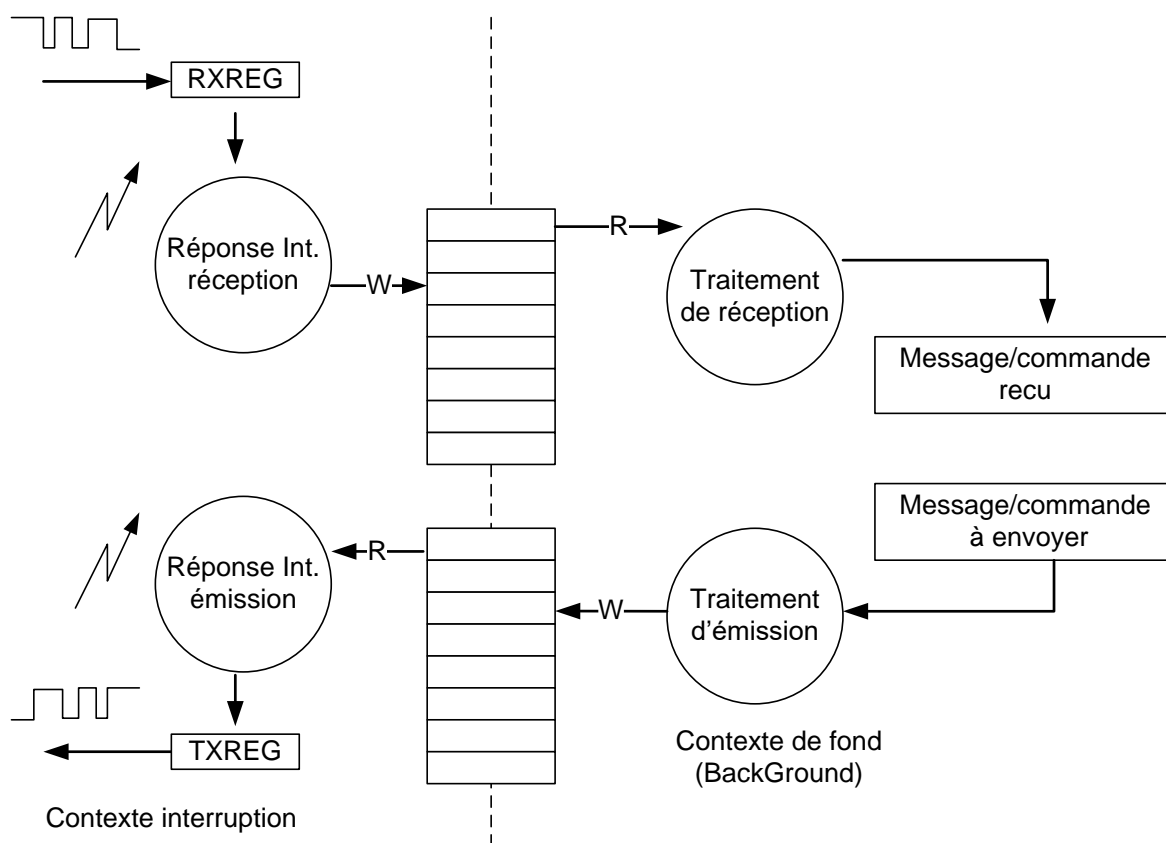 RXREG
Réponse Int.
réception
W
R
Traitement
de réception
Message/commande
recu
Message/commande
à envoyer
Réponse Int.
émission
R
W
Traitement
d'émission
TXREG
Contexte de fond
(BackGround)
Contexte interruption